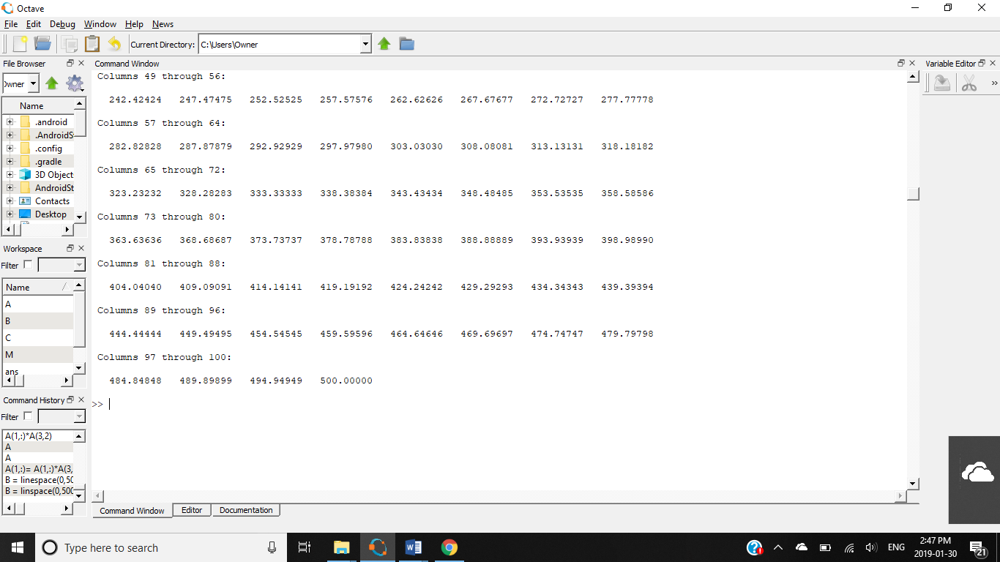 Octave
File Edit Debug Window Help News
Current Directory: C:\Users\Owner
File Browser
Owner
Name
.android
.AndroidS
.config
.gradle
3D Object
AndroidSt
Contacts
Desktop
Workspace
Filter
Name
A
B
C
M
ans
Command History
Filter
A(1,:)*A(3,2)
A
A
A(1,:)= A(1,:)*A(3,
B = linespace(0,50
B = linspace(0,500
Command Window
Columns 49 through 56:
242.42424 247.47475 252.52525 257.57576 262.62626 267.67677 272.72727 277.77778
Columns 57 through 64:
282.82828 287.87879 292.92929 297.97980 303.03030 308.08081 313.13131 318.18182
Columns 65 through 72:
323.23232 328.28283 333.33333 338.38384 343.43434 348.48485 353.53535 358.58586
Columns 73 through 80:
363.63636 368.68687 373.73737 378.78788 383.83838 388.88889 393.93939 398.98990
Columns 81 through 88:
404.04040 409.09091 414.14141 419.19192 424.24242 429.29293 434.34343 439.39394
Columns 89 through 96:
444.44444 449.49495 454.54545 459.59596 464.64646 469.69697 474.74747 479.79798
Columns 97 through 100:
484.84848 489.89899 494.94949 500.00000
>>
Command Window Editor Documentation
Variable Editor
»
Type here to search
ENG
2:47 PM
2019-01-30
21